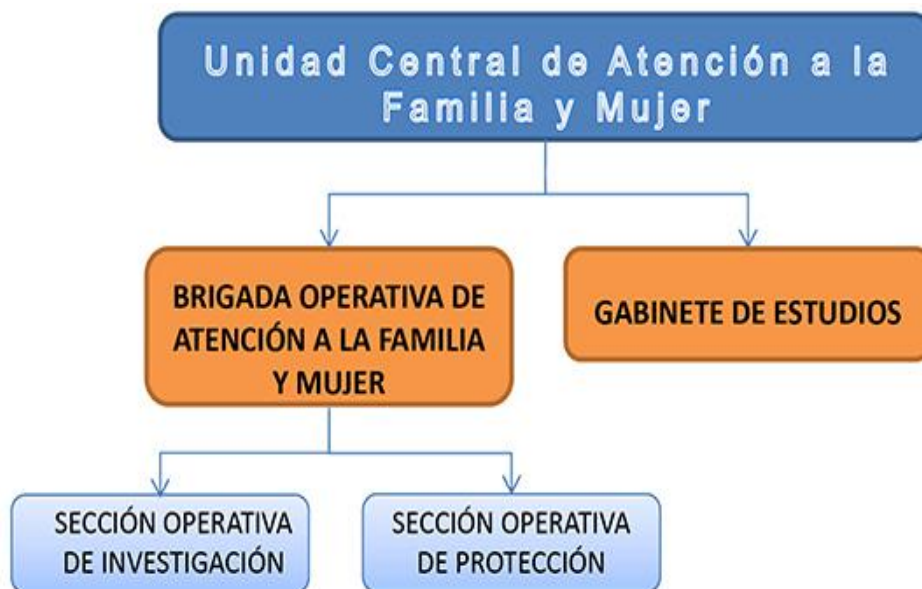 Unidad Central de Atención a la
Familia y Mujer
BRIGADA OPERATIVA DE
ATENCIÓN A LA FAMILIA
Y MUJER
GABINETE DE ESTUDIOS
SECCIÓN OPERATIVA
DE INVESTIGACIÓN
SECCIÓN OPERATIVA
DE PROTECCIÓN